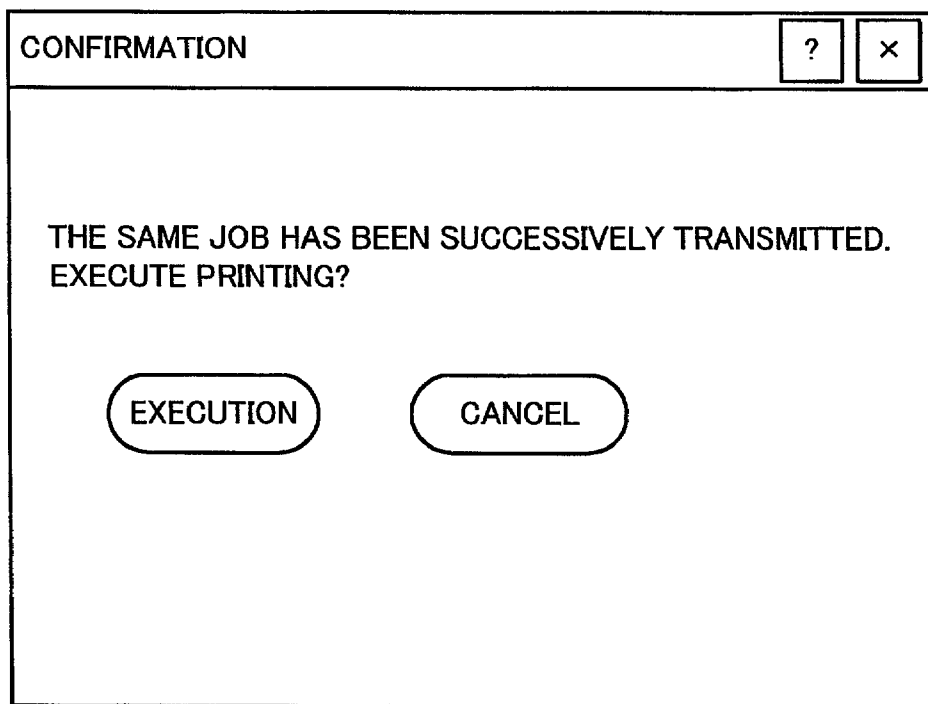 CONFIRMATION ? ×
THE SAME JOB HAS BEEN SUCCESSIVELY TRANSMITTED.
EXECUTE PRINTING?
EXECUTION CANCEL